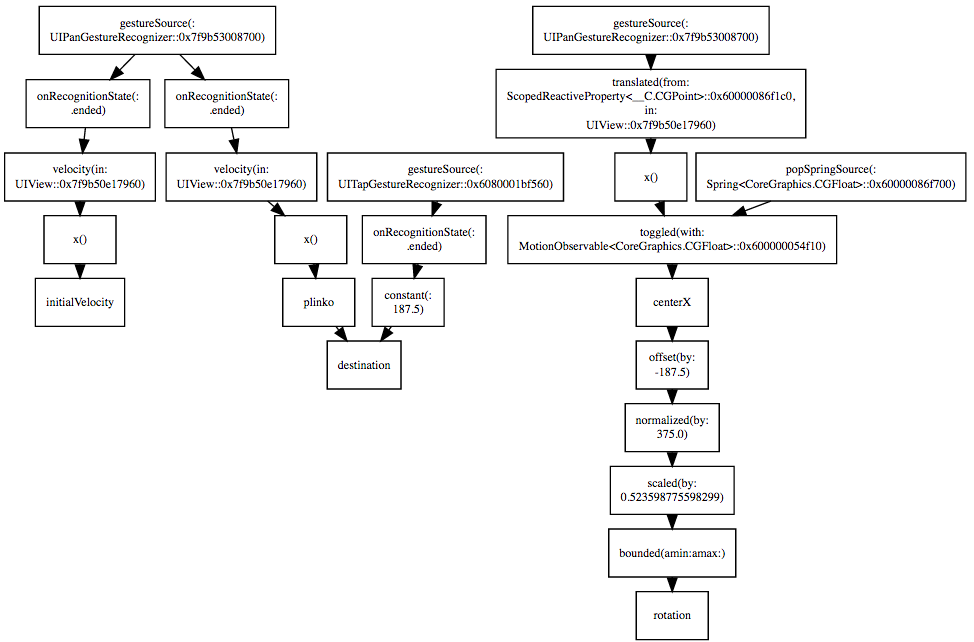 gestureSource(:
UIPanGestureRecognizer::0x7f9b53008700)
gestureSource(:
UIPanGestureRecognizer::0x7f9b53008700)
onRecognitionState(:
.ended)
onRecognitionState(:
.ended)
translated(from:
ScopedReactiveProperty<__C.CGPoint>::0x60000086f1c0,
in:
UIView::0x7f9b50e17960)
velocity(in:
UIView::0x7f9b50e17960)
velocity(in:
UIView::0x7f9b50e17960)
gestureSource(:
UITapGestureRecognizer::0x6080001bf560)
x()
popSpringSource(:
Spring<CoreGraphics.CGFloat>::0x60000086f700)
x()
x()
onRecognitionState(:
.ended)
toggled(with:
MotionObservable<CoreGraphics.CGFloat>::0x600000054f10)
initialVelocity
plinko
constant(:
187.5)
centerX
destination
offset(by:
-187.5)
normalized(by:
375.0)
scaled(by:
0.523598775598299)
bounded(amin:amax:)
rotation